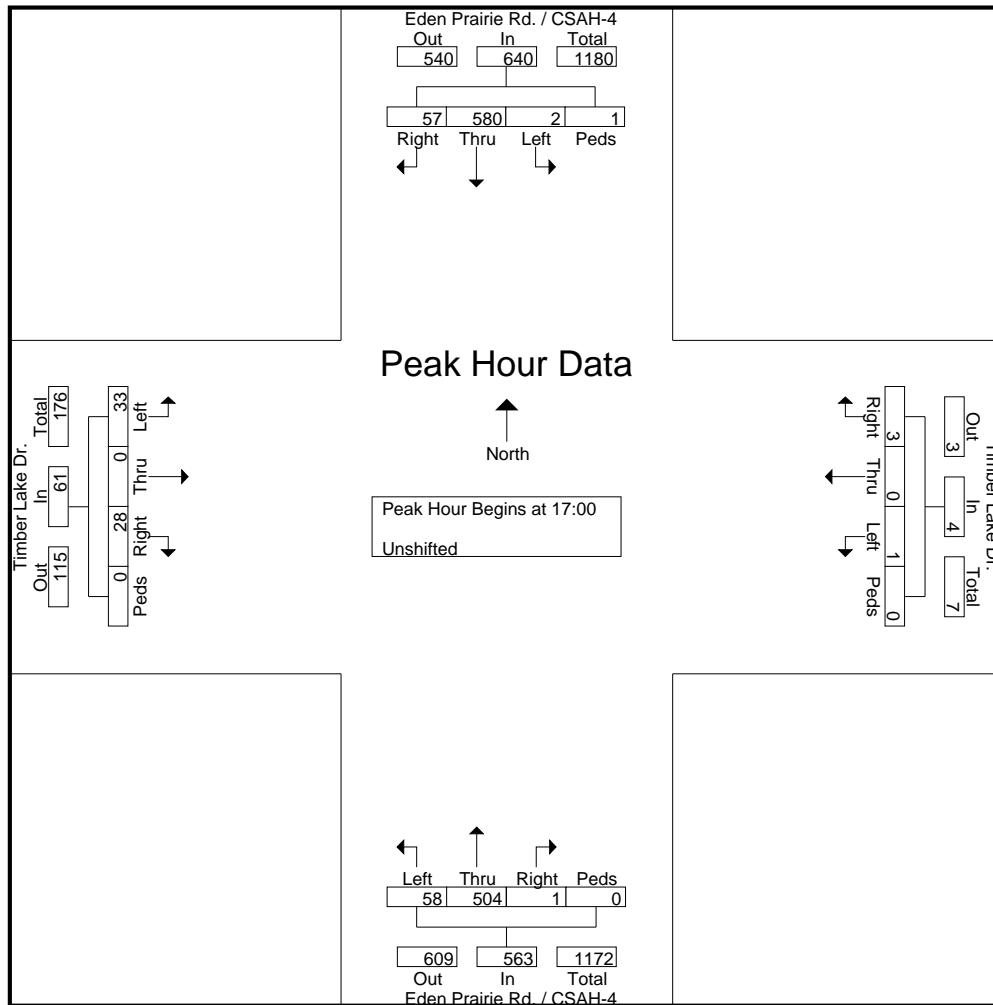 Eden Prairie Rd. / CSAH-4
Out In Total
540 640 1180
57 580 2 1
Right Thru Left Peds
Peak Hour Data
North
Peak Hour Begins at 17:00
Unshifted
Timber Lake Dr.
Total In Out
176 61 115
33 0 28 0
Left Thru Right Peds
Right Thru Left Peds
3 0 1 0
Out In Total
3 4 7
Timber Lake Dr.
Left Thru Right Peds
58 504 1 0
609 563 1172
Out In Total
Eden Prairie Rd. / CSAH-4